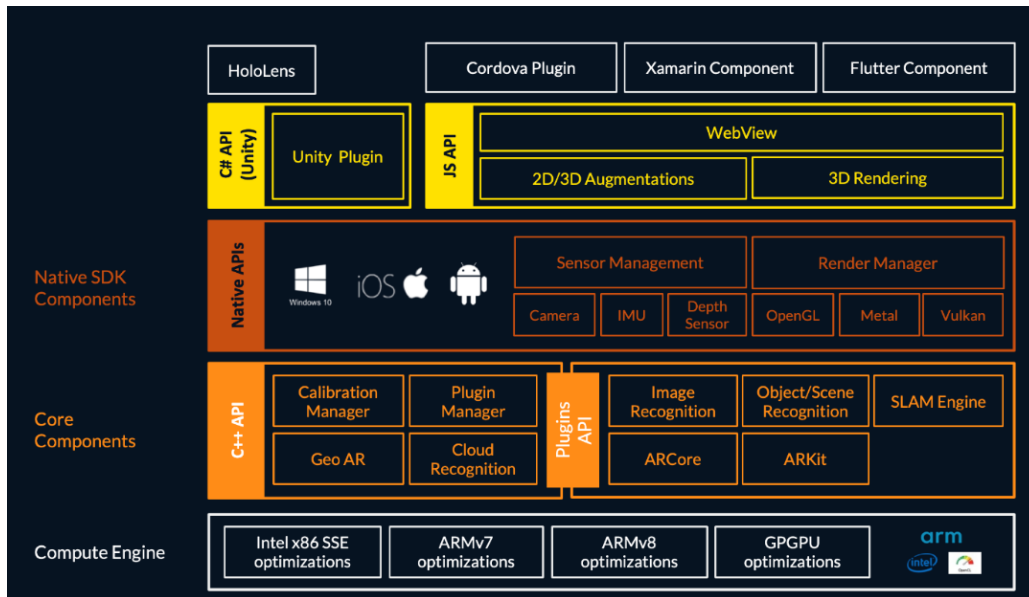 HoloLens
Cordova Plugin
Xamarin Component
Flutter Component
C# API
(Unity)
Unity Plugin
JS API
WebView
2D/3D Augmentations
3D Rendering
Native SDK
Components
Native APIs
Windows 10
iOS
Sensor Management
Render Manager
Camera
IMU
Depth
Sensor
OpenGL
Metal
Vulkan
Core
Components
C++ API
Calibration
Manager
Plugin
Manager
Geo AR
Cloud
Recognition
Plugins
API
Image
Recognition
Object/Scene
Recognition
SLAM Engine
ARCore
ARKit
Compute Engine
Intel x86 SSE
optimizations
ARMv7
optimizations
ARMv8
optimizations
GPGPU
optimizations
arm
intel